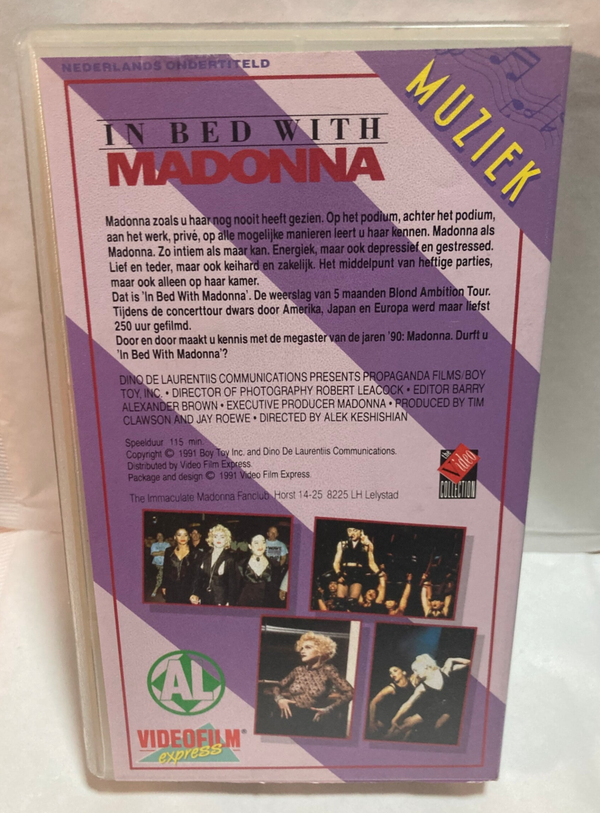 NEDERLANDS ONDERTITELD
MUZIEK
IN BED WITH
MADONNA
Madonna zoals u haar nog nooit heeft gezien. Op het podium, achter het podium,
aan het werk, privé, op alle mogelijke manieren leert u haar kennen. Madonna als
Madonna. Zo intiem als maar kan. Energiek, maar ook depressief en gestressed.
Lief en teder, maar ook keihard en zakelijk. Het middelpunt van heftige parties,
maar ook alleen op haar kamer.
Dat is 'In Bed With Madonna'. De weerslag van 5 maanden Blond Ambition Tour.
Tijdens de concerttour dwars door Amerika, Japan en Europa werd maar liefst
250 uur gefilmd.
Door en door maakt u kennis met de megaster van de jaren '90: Madonna. Durft u
'In Bed With Madonna'?
DINO DE LAURENTIIS COMMUNICATIONS PRESENTS PROPAGANDA FILMS/BOY
TOY, INC. • DIRECTOR OF PHOTOGRAPHY ROBERT LEACOCK • EDITOR BARRY
ALEXANDER BROWN • EXECUTIVE PRODUCER MADONNA • PRODUCED BY TIM
CLAWSON AND JAY ROEWE • DIRECTED BY ALEK KESHISHIAN
Speelduur 115 min.
Copyright © 1991 Boy Toy Inc. and Dino De Laurentiis Communications.
Distributed by Video Film Express.
Package and design © 1991 Video Film Express.
The Immaculate Madonna Fanclub Horst 14-25 8225 LH Lelystad
the Video
COLLECTION
AL
VIDEOFILM®
express